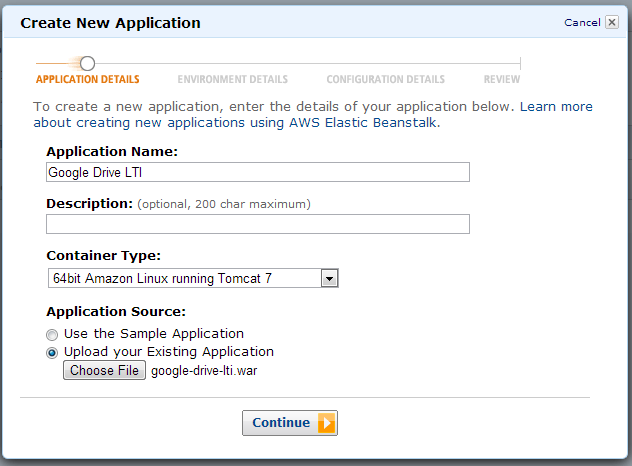 Create New Application
Cancel
APPLICATION DETAILS ENVIRONMENT DETAILS CONFIGURATION DETAILS REVIEW
To create a new application, enter the details of your application below. Learn more
about creating new applications using AWS Elastic Beanstalk.
Application Name:
Google Drive LTI
Description: (optional, 200 char maximum)
Container Type:
64bit Amazon Linux running Tomcat 7
Application Source:
Use the Sample Application
Upload your Existing Application
Choose File google-drive-lti.war
Continue